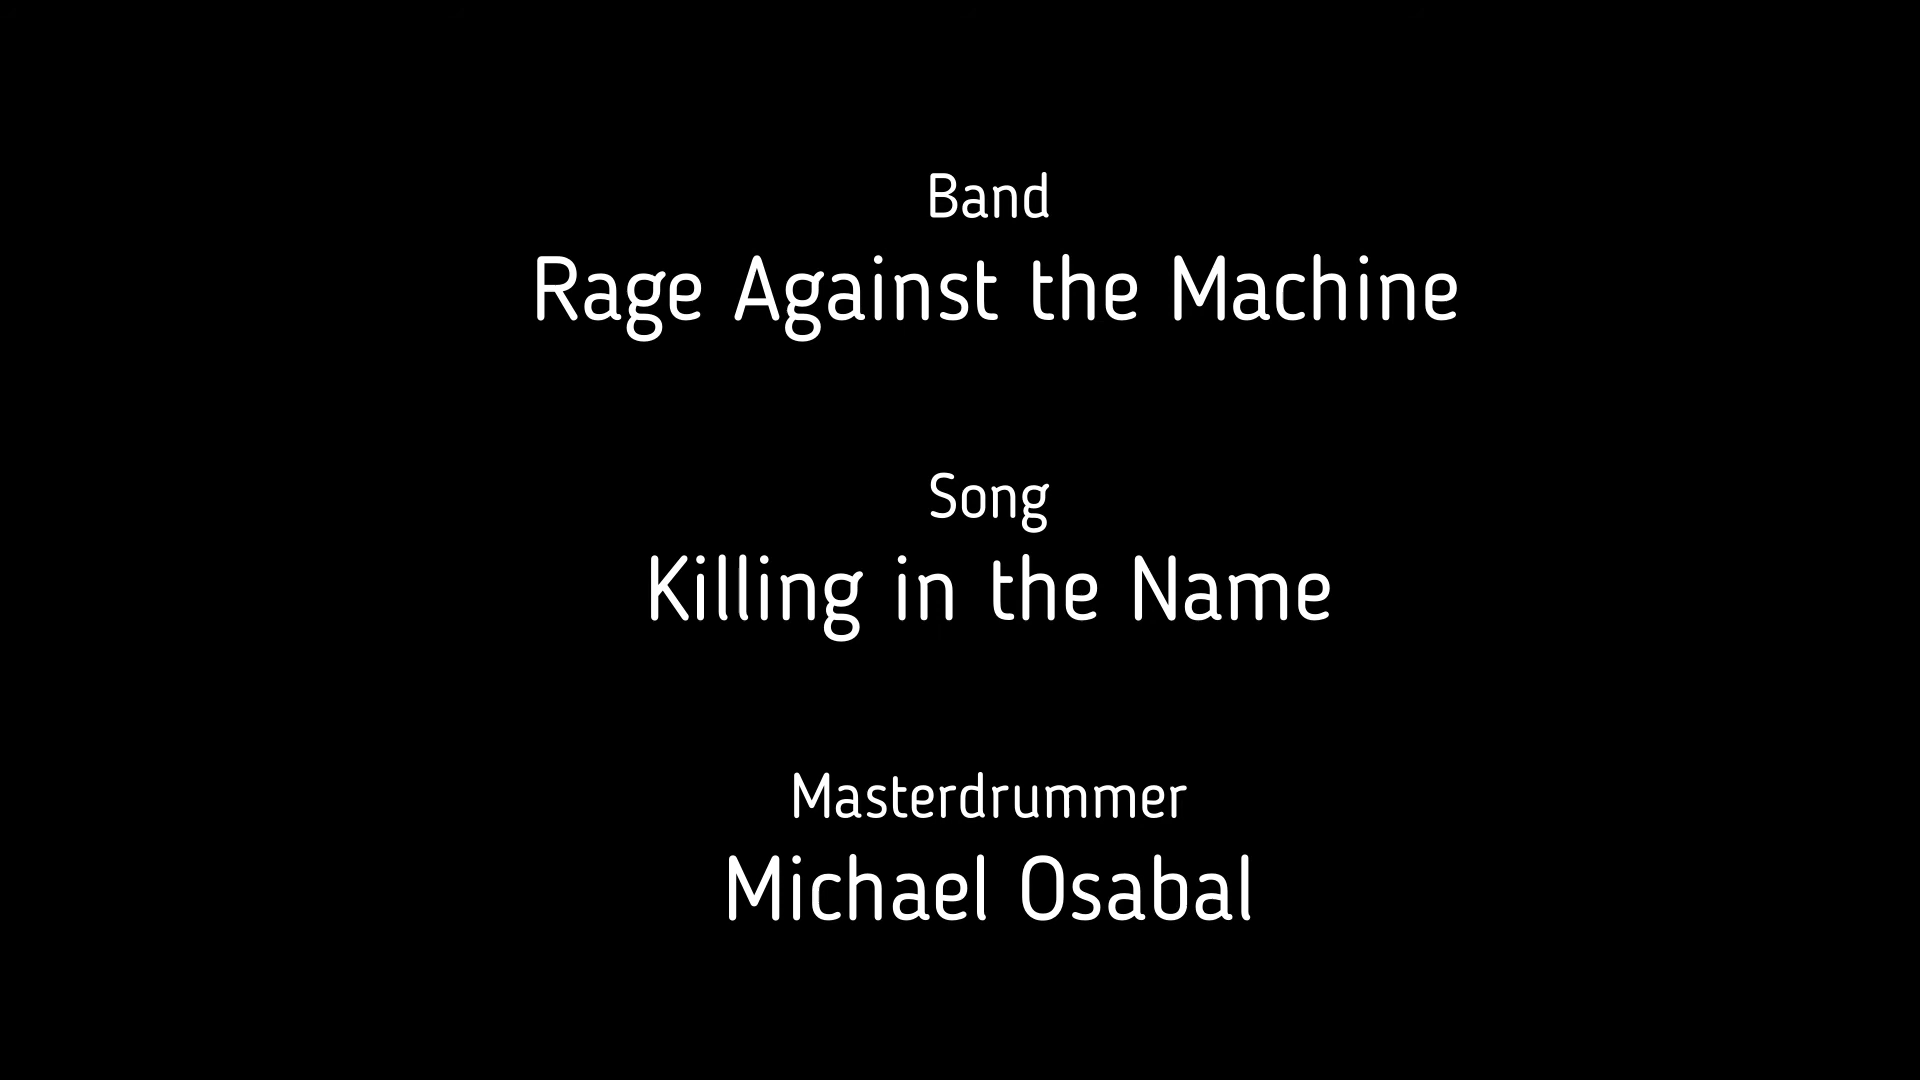 Band
Rage Against the Machine
Song
Killing in the Name
Masterdrummer
Michael Osabal